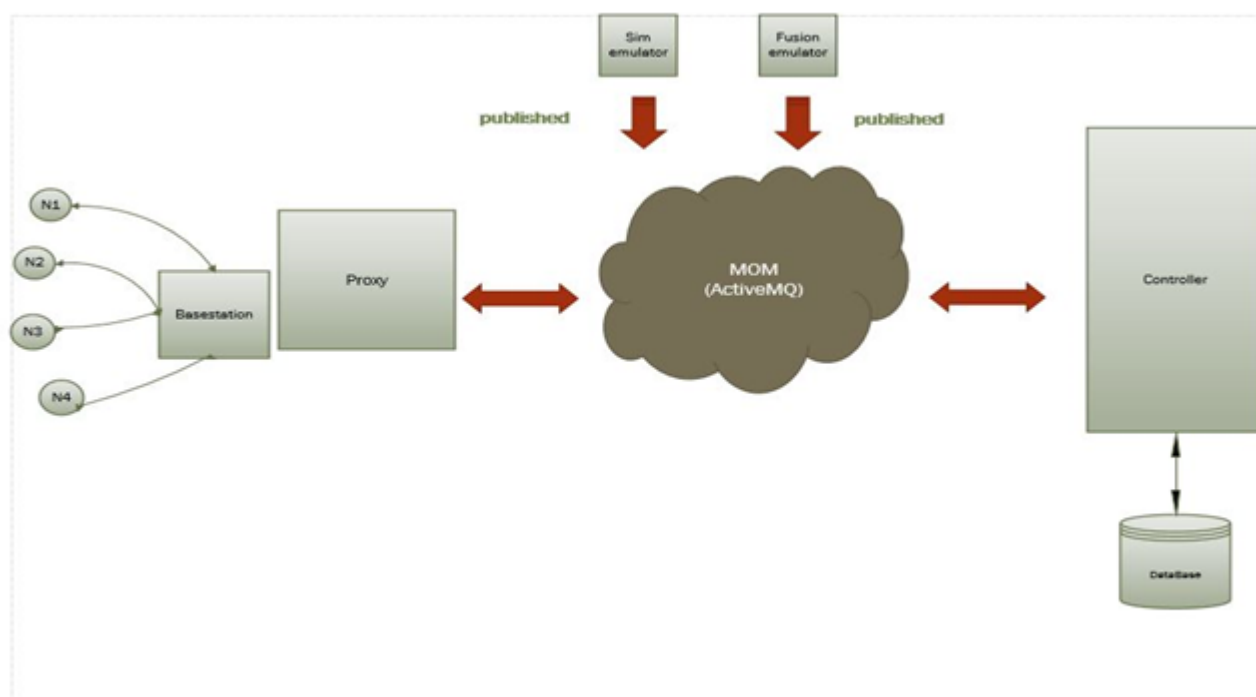 Sim
emulator
Fusion
emulator
published
published
N1
N2
N3
N4
Basestation
Proxy
MOM
(ActiveMQ)
Controller
DataBase